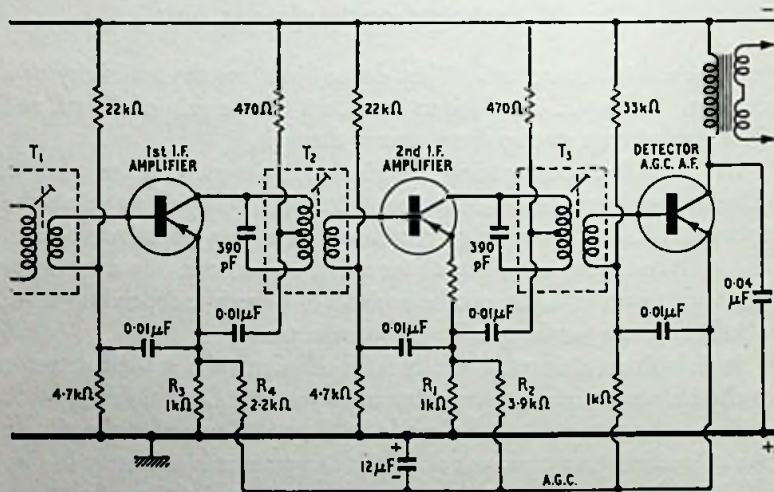 −
22kΩ
470Ω
22kΩ
470Ω
33kΩ
T1
1st I.F.
AMPLIFIER
T2
2nd I.F.
AMPLIFIER
T3
DETECTOR
A.G.C. A.F.
390
pF
390
pF
0·04
μF
0·01μF
0·01μF
0·01μF
0·01μF
0·01μF
4·7kΩ
R3
1kΩ
R4
2·2kΩ
4·7kΩ
R1
1kΩ
R2
3·9kΩ
1kΩ
+
12μF
−
A.G.C.
+